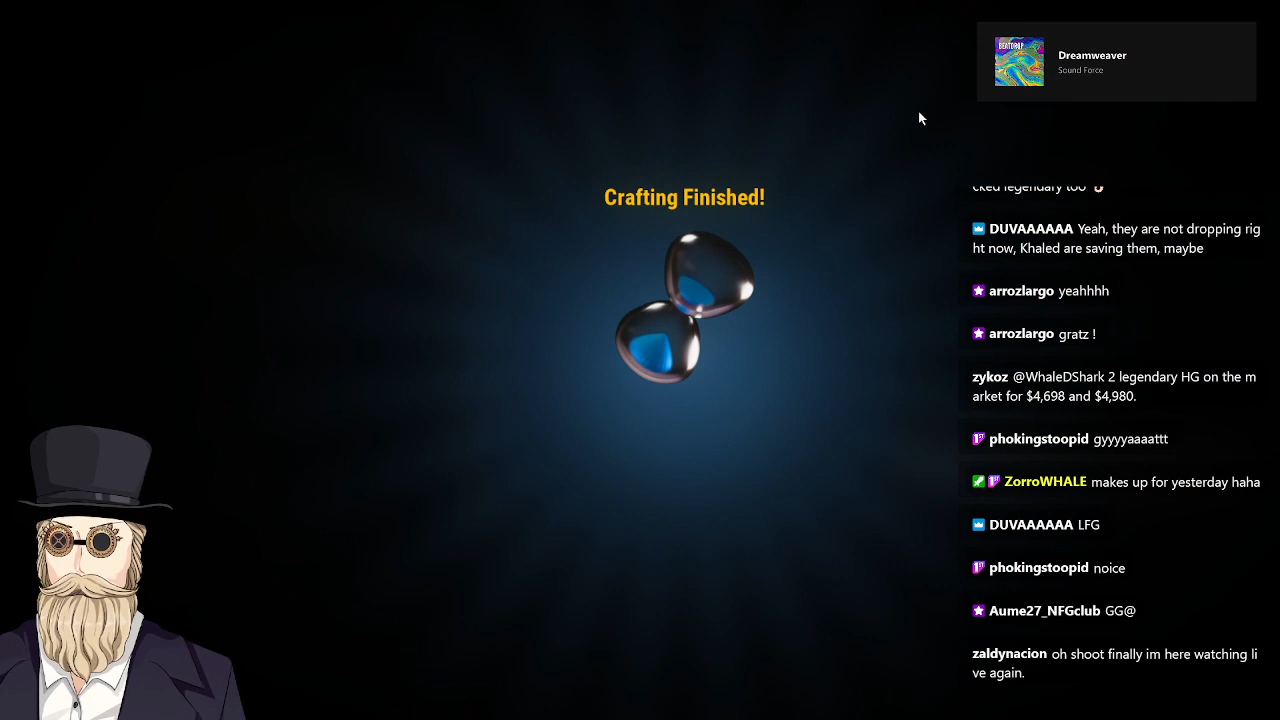 BEATDROP
Dreamweaver
Sound Force
Crafting Finished!
cked legendary too
DUVAAAAAA Yeah, they are not dropping rig
ht now, Khaled are saving them, maybe
arrozlargo yeahhhh
arrozlargo gratz !
zykoz @WhaleDShark 2 legendary HG on the m
arket for $4,698 and $4,980.
phokingstoopid gyyyyaaaattt
ZorroWHALE makes up for yesterday haha
DUVAAAAAA LFG
phokingstoopid noice
Aume27_NFGclub GG@
zaldynacion oh shoot finally im here watching li
ve again.